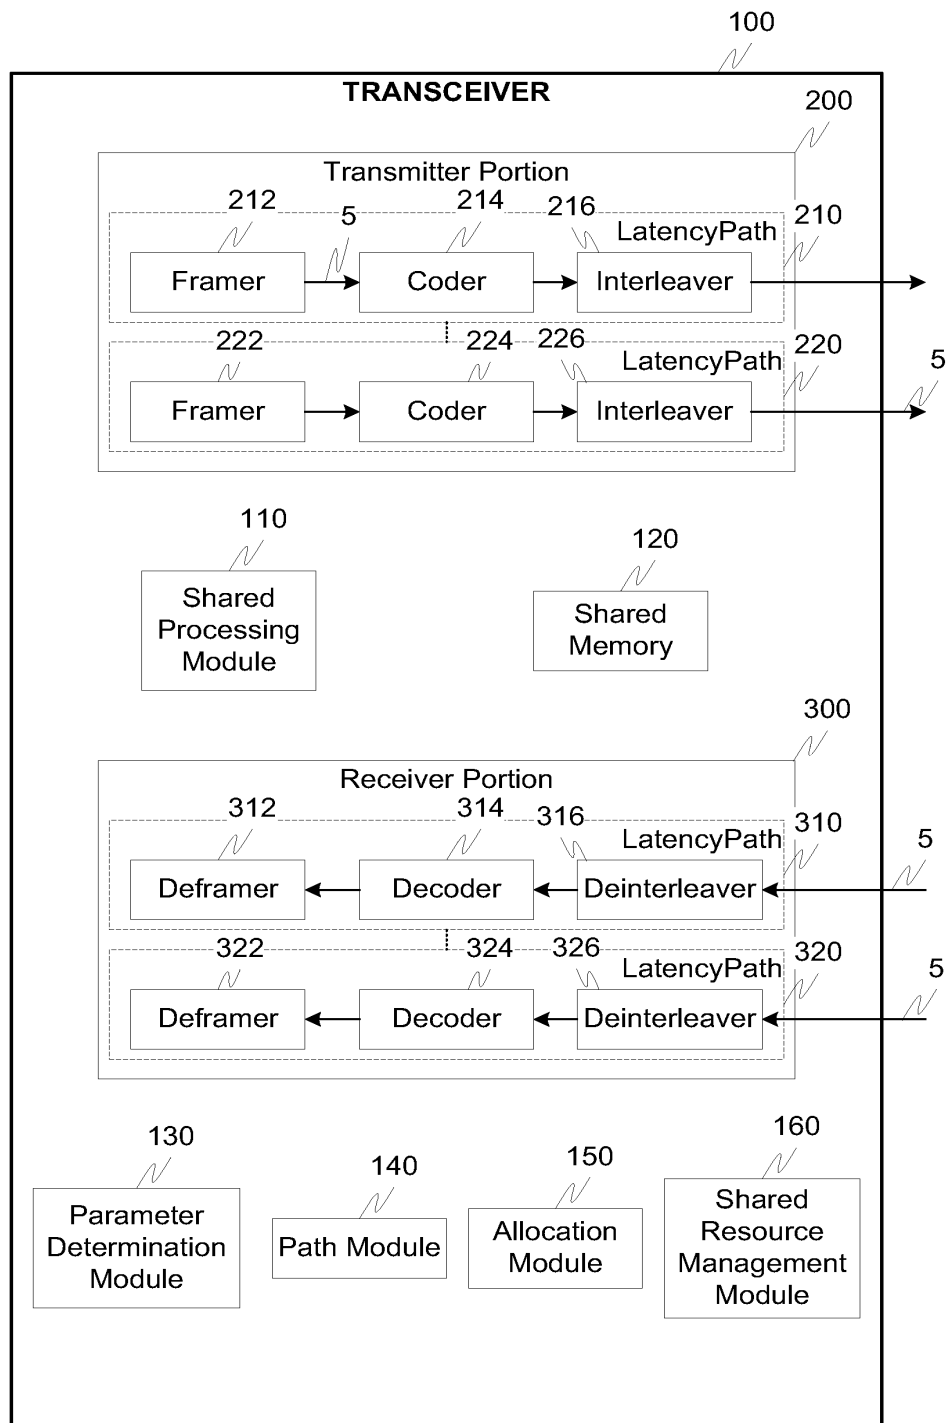 100
TRANSCEIVER
200
Transmitter Portion
212
5
214
216
LatencyPath
210
Framer
Coder
Interleaver
222
224
226
LatencyPath
220
5
Framer
Coder
Interleaver
110
120
Shared
Processing
Module
Shared
Memory
300
Receiver Portion
312
314
316
LatencyPath
310
5
Deframer
Decoder
Deinterleaver
322
324
326
LatencyPath
320
5
Deframer
Decoder
Deinterleaver
130
140
150
160
Parameter
Determination
Module
Path Module
Allocation
Module
Shared
Resource
Management
Module